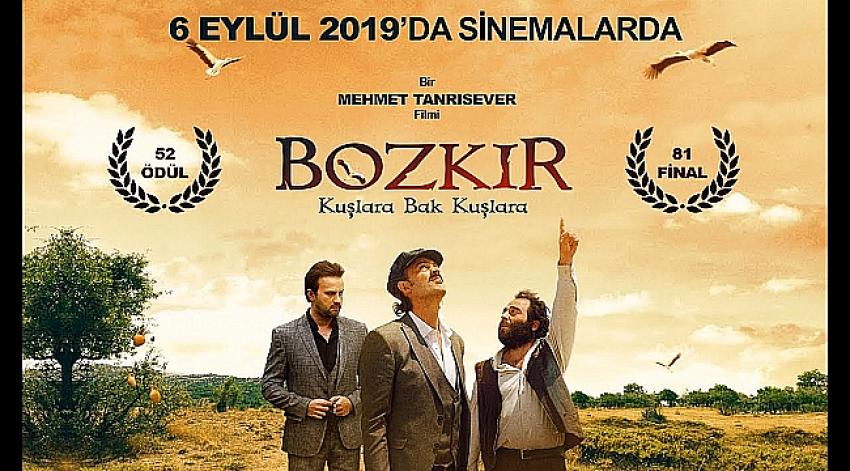 6 EYLÜL 2019'DA SİNEMALARDA
Bir
MEHMET TANRISEVER
Filmi
52
ÖDÜL
BOZKIR
81
FİNAL
Kuşlara Bak Kuşlara